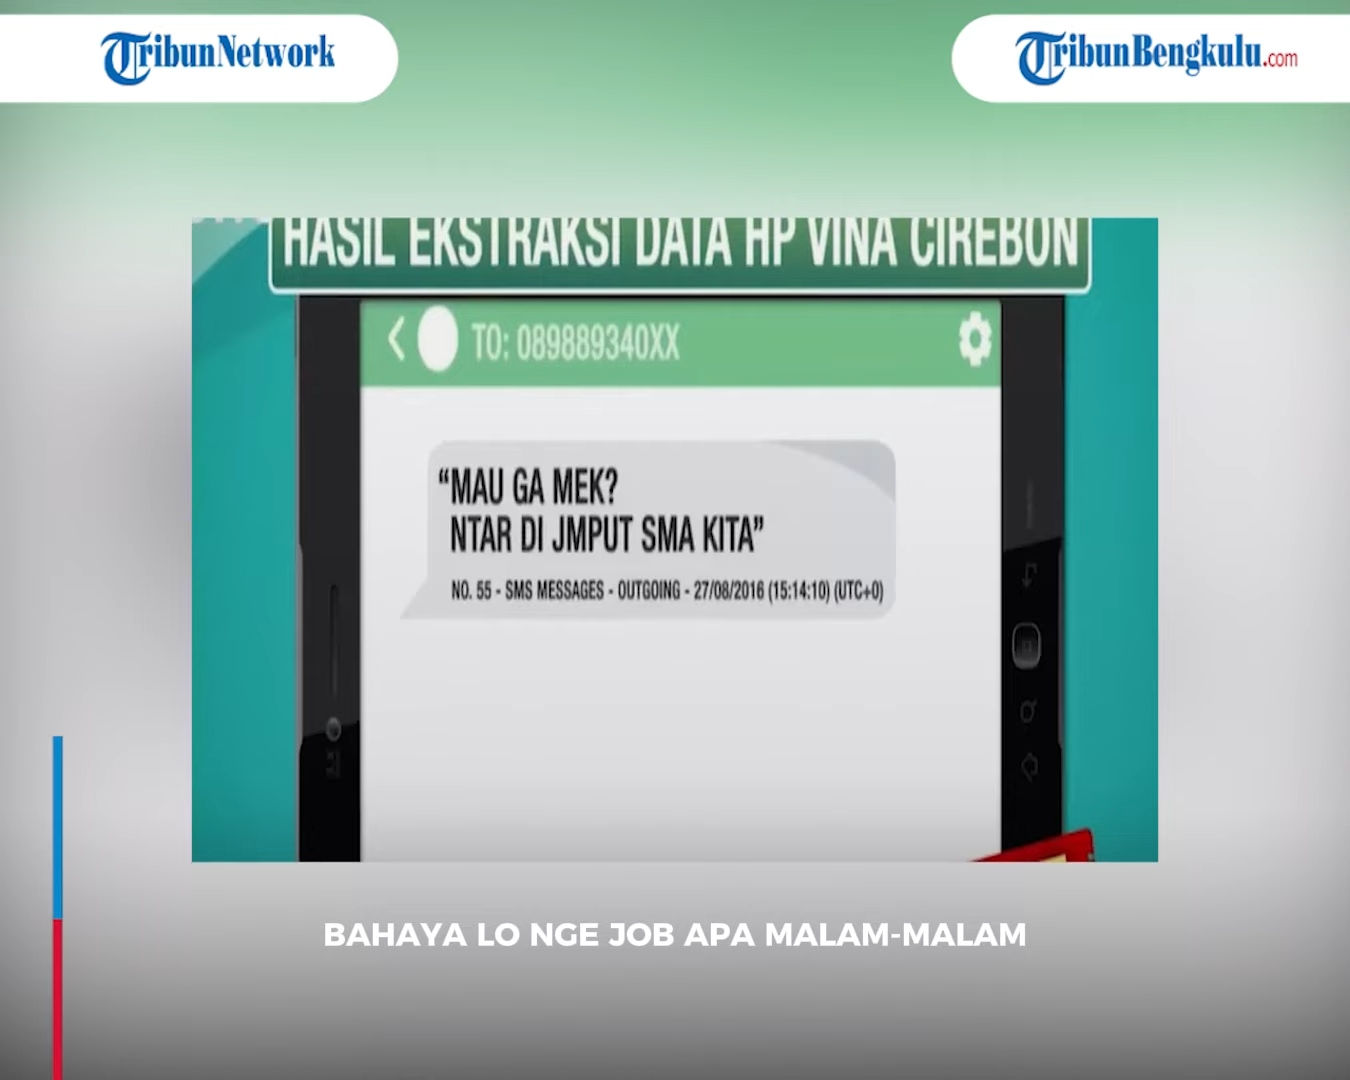 TribunNetwork
TribunBengkulu.com
HASIL EKSTRAKSI DATA HP VINA CIREBON
TO: 089889340XX
“MAU GA MEK?
NTAR DI JMPUT SMA KITA”
NO. 55 - SMS MESSAGES - OUTGOING - 27/08/2016 (15:14:10) (UTC+0)
BAHAYA LO NGE JOB APA MALAM-MALAM